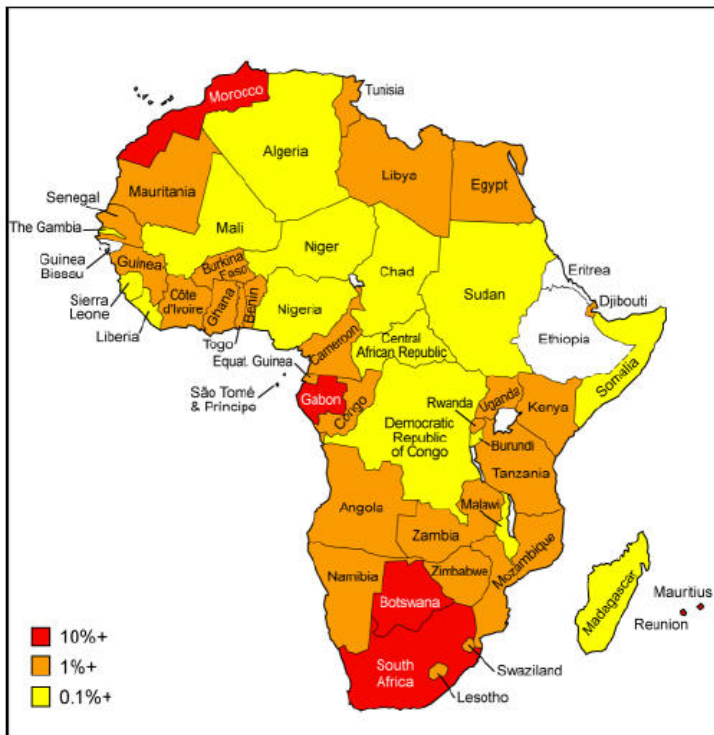 Morocco
Tunisia
Algeria
Libya
Egypt
Mauritania
Senegal
The Gambia
Mali
Niger
Chad
Sudan
Eritrea
Djibouti
Guinea
Bissau
Guinea
Burkina
Faso
Sierra
Leone
Côte
d'Ivoire
Ghana
Benin
Nigeria
Liberia
Togo
Ethiopia
Somalia
Cameroon
Central
African Republic
Equat. Guinea
São Tomé
& Príncipe
Gabon
Congo
Democratic
Republic
of Congo
Rwanda
Uganda
Kenya
Burundi
Tanzania
Angola
Malawi
Zambia
Mozambique
Namibia
Zimbabwe
Botswana
Madagascar
Mauritius
Reunion
South
Africa
Swaziland
Lesotho
10%+
1%+
0.1%+